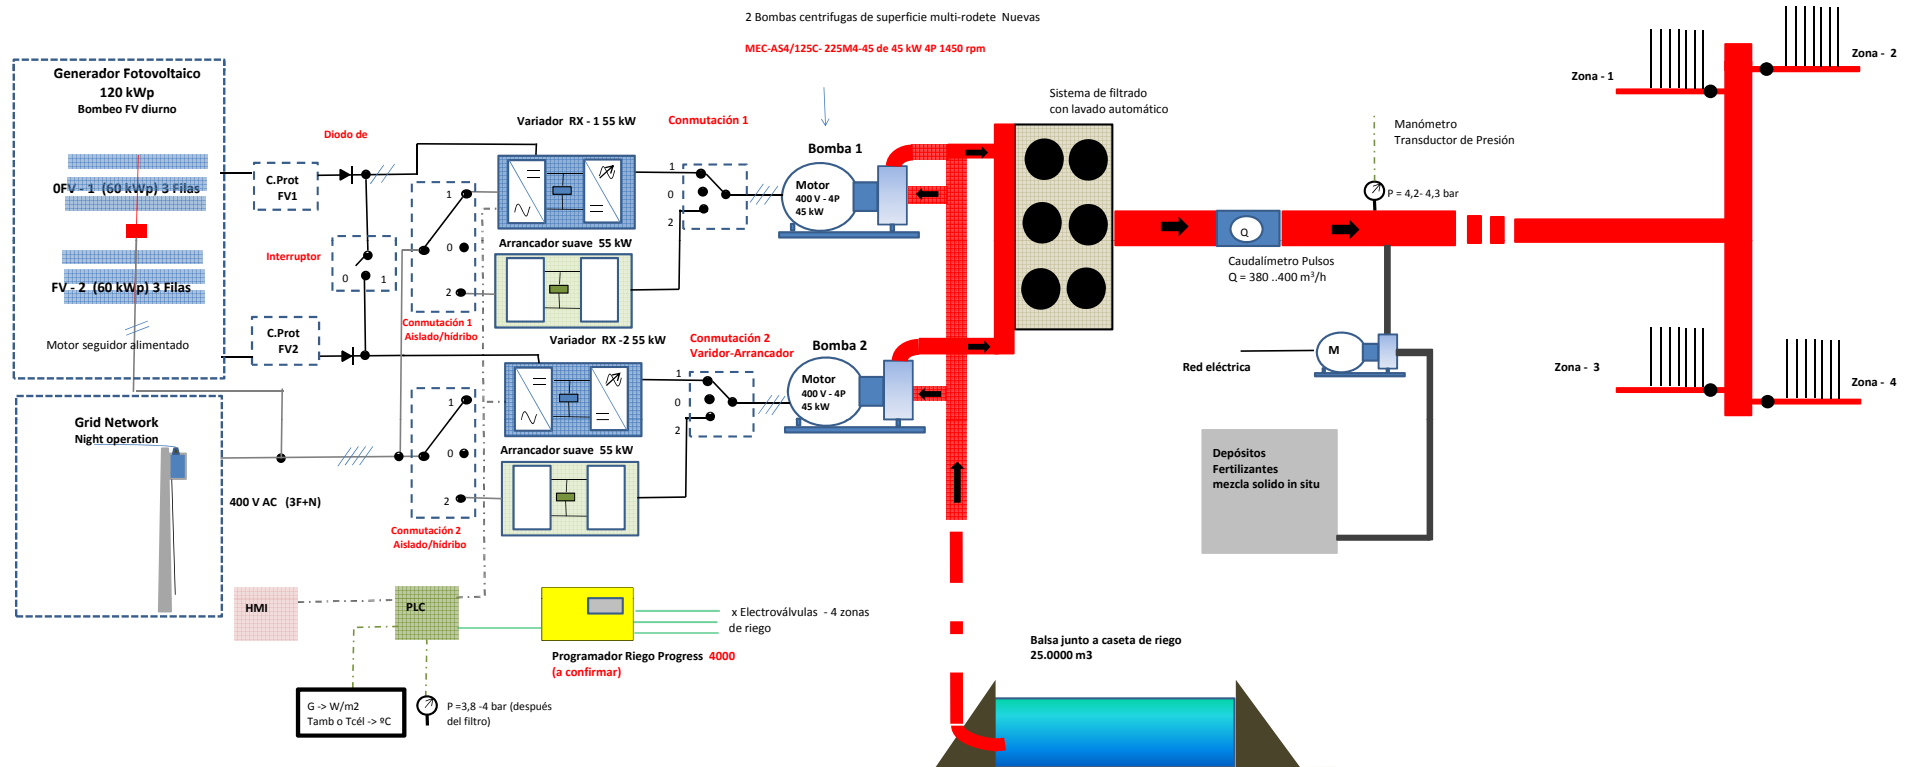 2 Bombas centrifugas de superficie multi-rodete Nuevas
MEC-AS4/125C- 225M4-45 de 45 kW 4P 1450 rpm
Generador Fotovoltaico
120 kWp
Bombeo FV diurno
0FV - 1 (60 kWp) 3 Filas
FV - 2 (60 kWp) 3 Filas
Motor seguidor alimentado
C.Prot
FV1
C.Prot
FV2
Diodo de
Interruptor
0
1
Variador RX - 1 55 kW
Arrancador suave 55 kW
1
0
2
Conmutación 1
Aislado/hídribo
Conmutación 1
1
0
2
Bomba 1
Motor
400 V - 4P
45 kW
Variador RX -2 55 kW
Arrancador suave 55 kW
1
0
2
Conmutación 2
Aislado/hídribo
Conmutación 2
Varidor-Arrancador
1
0
2
Bomba 2
Motor
400 V - 4P
45 kW
Grid Network
Night operation
400 V AC (3F+N)
HMI
PLC
Programador Riego Progress 4000
(a confirmar)
x Electroválvulas - 4 zonas
de riego
G -> W/m2
Tamb o Tcél -> ºC
P =3,8 -4 bar (después
del filtro)
Sistema de filtrado
con lavado automático
Q
Caudalímetro Pulsos
Q = 380 ..400 m³/h
Manómetro
Transductor de Presión
P = 4,2- 4,3 bar
Red eléctrica
M
Depósitos
Fertilizantes
mezcla solido in situ
Balsa junto a caseta de riego
25.0000 m3
Zona - 1
Zona - 2
Zona - 3
Zona - 4